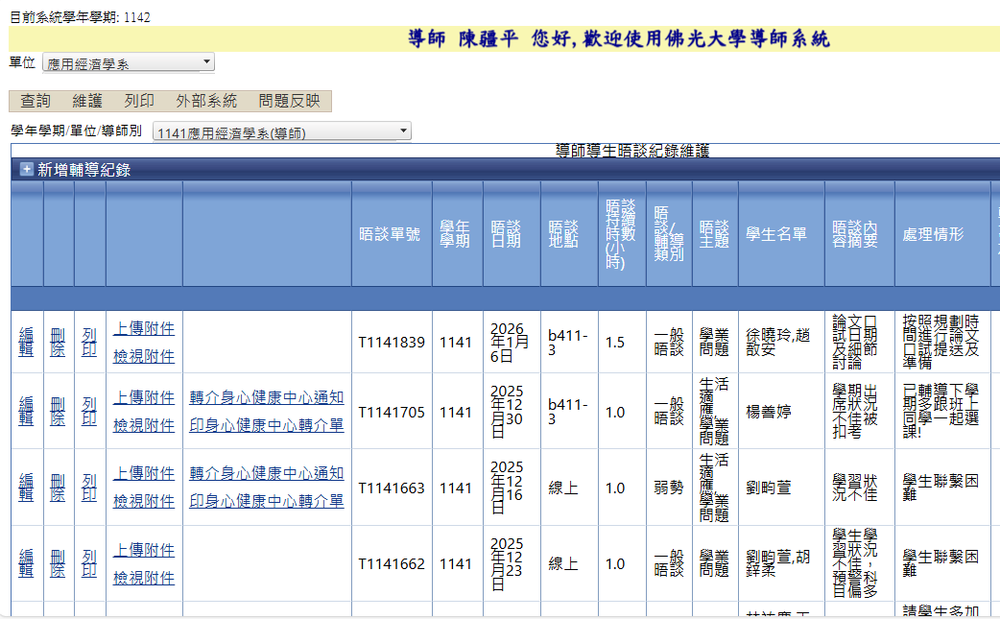 目前系統學年學期: 1142
導師 陳疆平 您好,歡迎使用佛光大學導師系統
單位 應用經濟學系
查詢 維護 列印 外部系統 問題反映
學年學期/單位/導師別 1141應用經濟學系(導師)
導師導生晤談紀錄維護
新增輔導紀錄
晤談單號 學年學期 晤談日期 晤談地點 晤談持續時數(小時) 晤談/輔導類別 晤談主題 學生名單 晤談內容摘要 處理情形
編輯 刪除 列印 上傳附件 檢視附件 T1141839 1141 2026年1月6日 b411-3 1.5 一般晤談 學業問題 徐曉玲,趙敔安 論文口試日期及細節討論 按照規劃時間進行論文口試提送及準備
編輯 刪除 列印 上傳附件 檢視附件 轉介身心健康中心通知 印身心健康中心轉介單 T1141705 1141 2025年12月30日 b411-3 1.0 一般晤談 生活適應,學業問題 楊善婷 學期出席狀況不佳被扣考 已輔導下學期多跟班上同學一起選課!
編輯 刪除 列印 上傳附件 檢視附件 轉介身心健康中心通知 印身心健康中心轉介單 T1141663 1141 2025年12月16日 線上 1.0 弱勢 生活適應,學業問題 劉畇萱 學習狀況不佳 學生聯繫困難
編輯 刪除 列印 上傳附件 檢視附件 T1141662 1141 2025年12月23日 線上 1.0 一般晤談 學業問題 劉畇萱,胡鋅柔 學生學習狀況不佳，預警科目偏多 學生聯繫困難
請學生多加